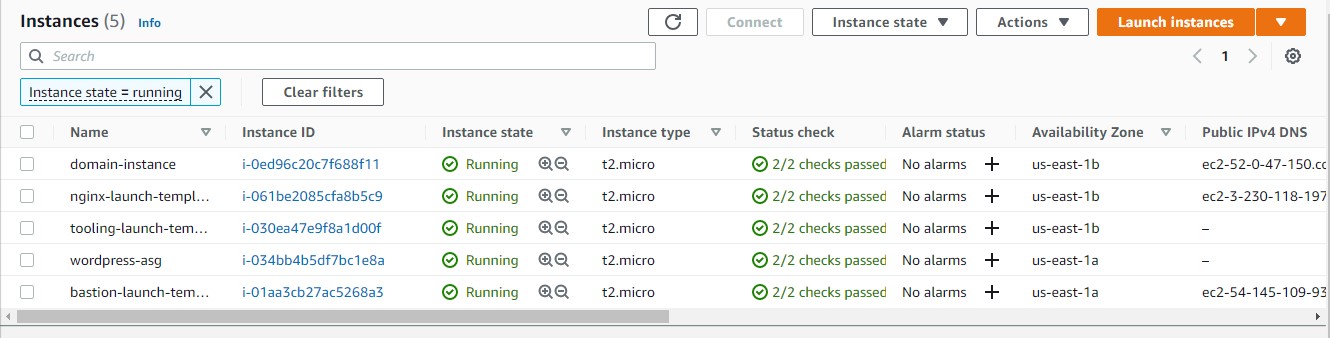 Instances (5) Info Connect Instance state Actions Launch instances
Search 1
Instance state = running Clear filters
Name Instance ID Instance state Instance type Status check Alarm status Availability Zone Public IPv4 DNS
domain-instance i-0ed96c20c7f688f11 Running t2.micro 2/2 checks passed No alarms + us-east-1b ec2-52-0-47-150.cc
nginx-launch-templ... i-061be2085cfa8b5c9 Running t2.micro 2/2 checks passed No alarms + us-east-1b ec2-3-230-118-197
tooling-launch-tem... i-030ea47e9f8a1d00f Running t2.micro 2/2 checks passed No alarms + us-east-1b –
wordpress-asg i-034bb4b5df7bc1e8a Running t2.micro 2/2 checks passed No alarms + us-east-1a –
bastion-launch-tem... i-01aa3cb27ac5268a3 Running t2.micro 2/2 checks passed No alarms + us-east-1a ec2-54-145-109-93